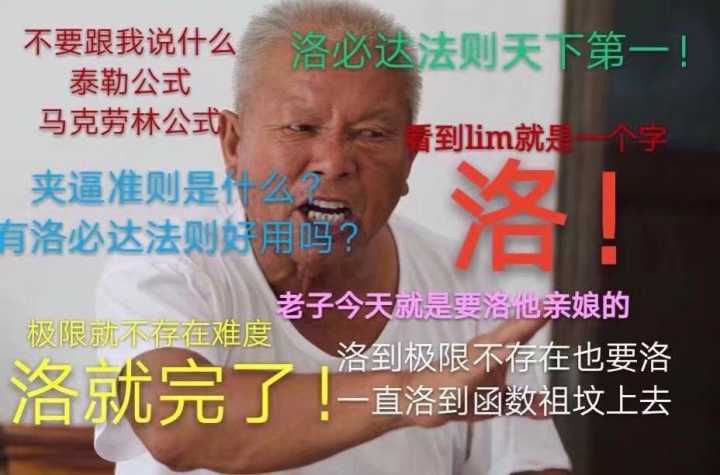 不要跟我说什么
泰勒公式
马克劳林公式
洛必达法则天下第一！
看到lim就是一个字
洛！
夹逼准则是什么？
有洛必达法则好用吗？
老子今天就是要洛他亲娘的
极限就不存在难度
洛就完了！
洛到极限不存在也要洛
一直洛到函数祖坟上去